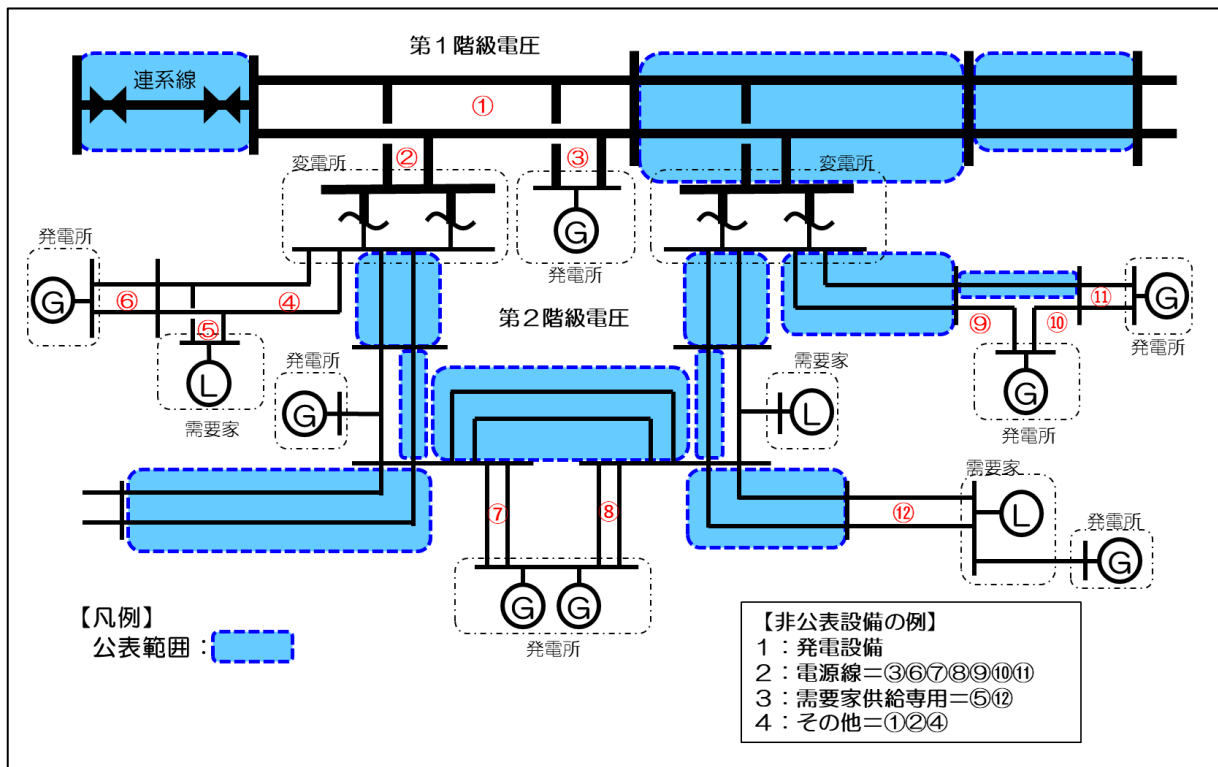 第1階級電圧
連系線
①
変電所
②
③
変電所
G
発電所
発電所
G
⑥
④
⑤
L
需要家
第2階級電圧
⑨
⑩
⑪
G
発電所
G
発電所
発電所
G
需要家
L
⑦
⑧
⑫
需要家
L
発電所
G
G
G
発電所
【凡例】
公表範囲：
【非公表設備の例】
1：発電設備
2：電源線＝③⑥⑦⑧⑨⑩⑪
3：需要家供給専用＝⑤⑫
4：その他＝①②④